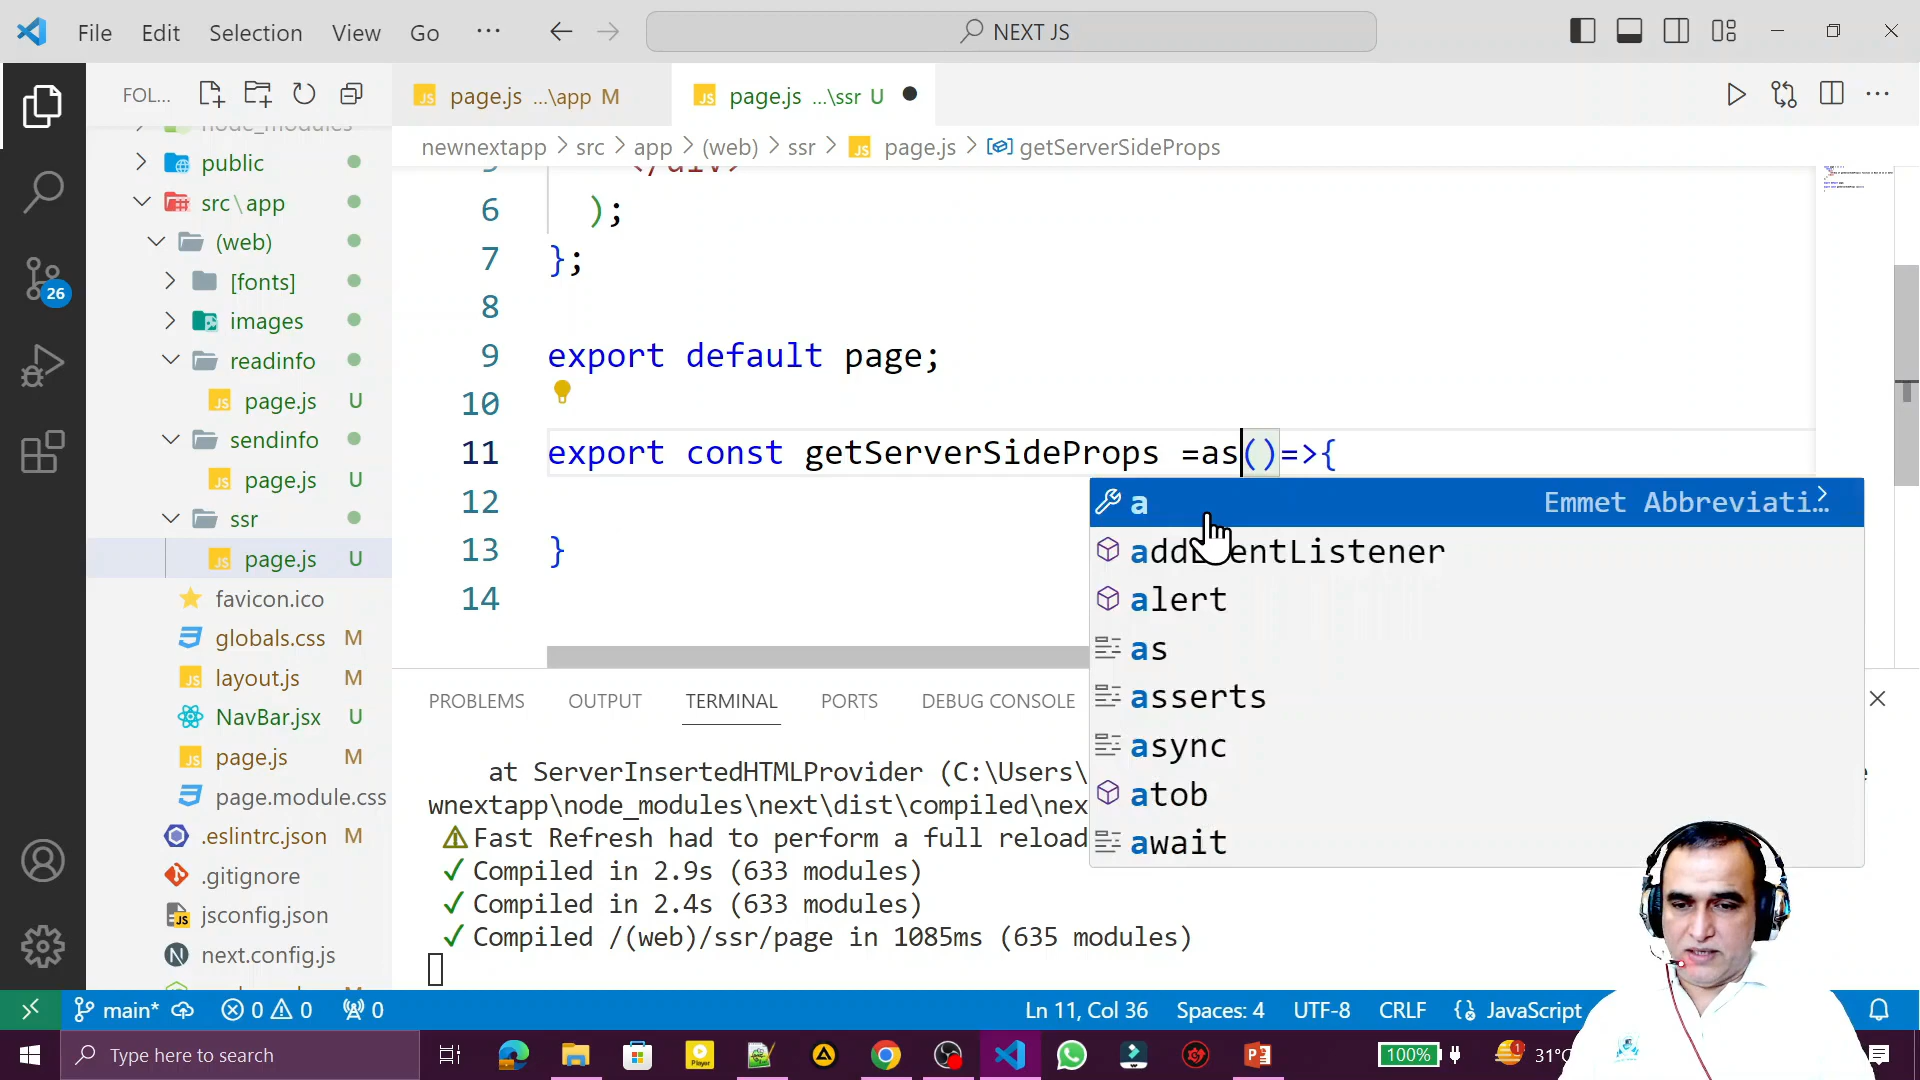 File Edit Selection View Go ··· NEXT JS
FOL...
page.js ...\app M
page.js ...\ssr U
newnextapp > src > app > (web) > ssr > page.js > getServerSideProps
node_modules
public
src\app
(web)
[fonts]
images
readinfo
page.js U
sendinfo
page.js U
ssr
page.js U
favicon.ico
globals.css M
layout.js M
NavBar.jsx U
page.js M
page.module.css
.eslintrc.json M
.gitignore
jsconfig.json
next.config.js
26
5 </div>
6 );
7 };
8
9 export default page;
10
11 export const getServerSideProps =as()=>{
12
13 }
14
a Emmet Abbreviati...
addEventListener
alert
as
asserts
async
atob
await
PROBLEMS OUTPUT TERMINAL PORTS DEBUG CONSOLE
at ServerInsertedHTMLProvider (C:\Users\
wnextapp\node_modules\next\dist\compiled\nex
⚠Fast Refresh had to perform a full reload
✓ Compiled in 2.9s (633 modules)
✓ Compiled in 2.4s (633 modules)
✓ Compiled /(web)/ssr/page in 1085ms (635 modules)
main* 0 0 0 Ln 11, Col 36 Spaces: 4 UTF-8 CRLF JavaScript
Type here to search
Player
100%
1
31°C